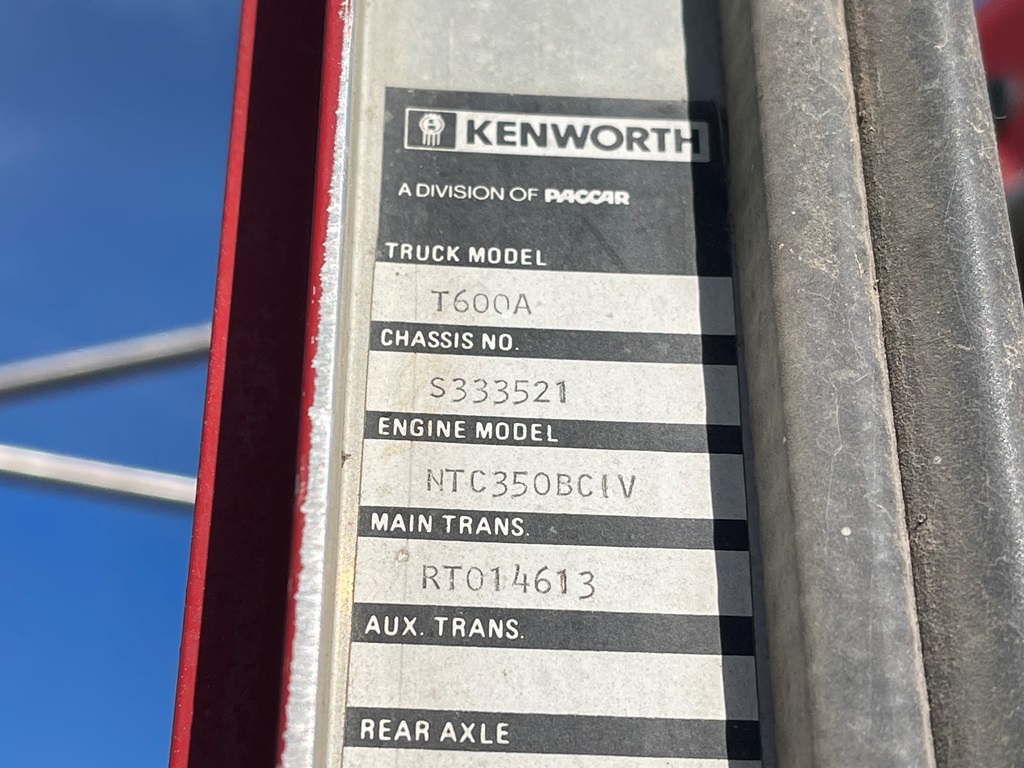 KENWORTH
A DIVISION OF PACCAR
TRUCK MODEL
T600A
CHASSIS NO.
S333521
ENGINE MODEL
NTC350BCIV
MAIN TRANS.
RTO14613
AUX. TRANS.
REAR AXLE